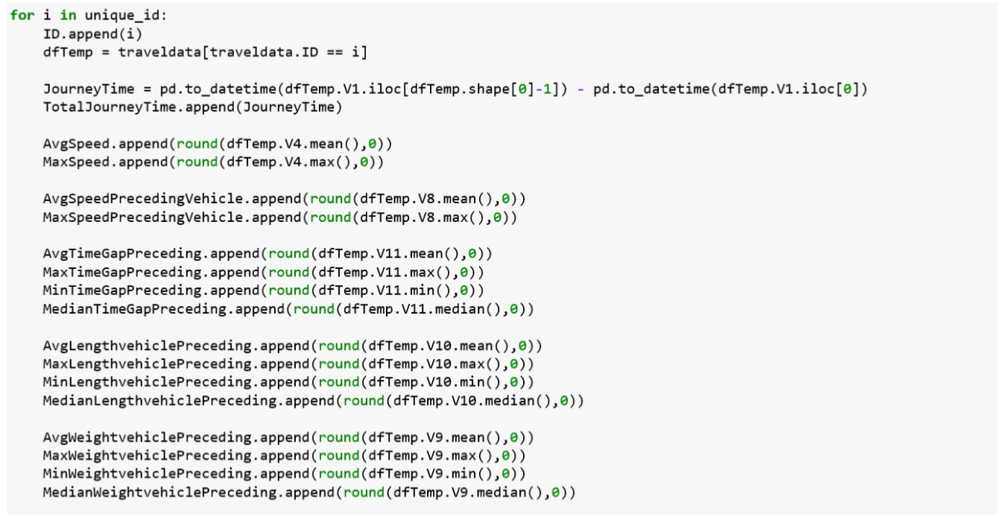 for i in unique_id:
    ID.append(i)
    dfTemp = traveldata[traveldata.ID == i]

    JourneyTime = pd.to_datetime(dfTemp.V1.iloc[dfTemp.shape[0]-1]) - pd.to_datetime(dfTemp.V1.iloc[0])
    TotalJourneyTime.append(JourneyTime)

    AvgSpeed.append(round(dfTemp.V4.mean(),0))
    MaxSpeed.append(round(dfTemp.V4.max(),0))

    AvgSpeedPrecedingVehicle.append(round(dfTemp.V8.mean(),0))
    MaxSpeedPrecedingVehicle.append(round(dfTemp.V8.max(),0))

    AvgTimeGapPreceding.append(round(dfTemp.V11.mean(),0))
    MaxTimeGapPreceding.append(round(dfTemp.V11.max(),0))
    MinTimeGapPreceding.append(round(dfTemp.V11.min(),0))
    MedianTimeGapPreceding.append(round(dfTemp.V11.median(),0))

    AvgLengthvehiclePreceding.append(round(dfTemp.V10.mean(),0))
    MaxLengthvehiclePreceding.append(round(dfTemp.V10.max(),0))
    MinLengthvehiclePreceding.append(round(dfTemp.V10.min(),0))
    MedianLengthvehiclePreceding.append(round(dfTemp.V10.median(),0))

    AvgWeightvehiclePreceding.append(round(dfTemp.V9.mean(),0))
    MaxWeightvehiclePreceding.append(round(dfTemp.V9.max(),0))
    MinWeightvehiclePreceding.append(round(dfTemp.V9.min(),0))
    MedianWeightvehiclePreceding.append(round(dfTemp.V9.median(),0))